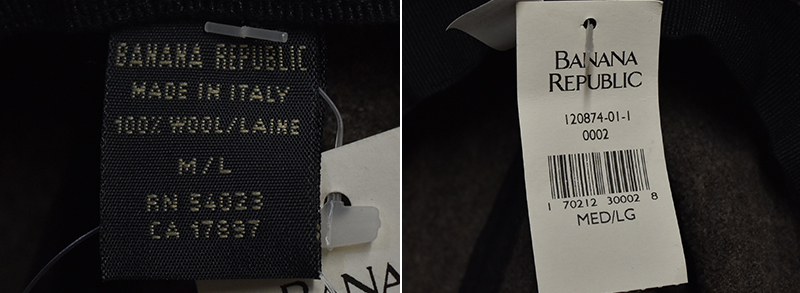 BANANA REPUBLIC
MADE IN ITALY
100% WOOL/LAINE
M/L
RN 54023
CA 17897
BANANA
BANANA
REPUBLIC
120874-01-1
0002
1 70212 30002 8
MED/LG